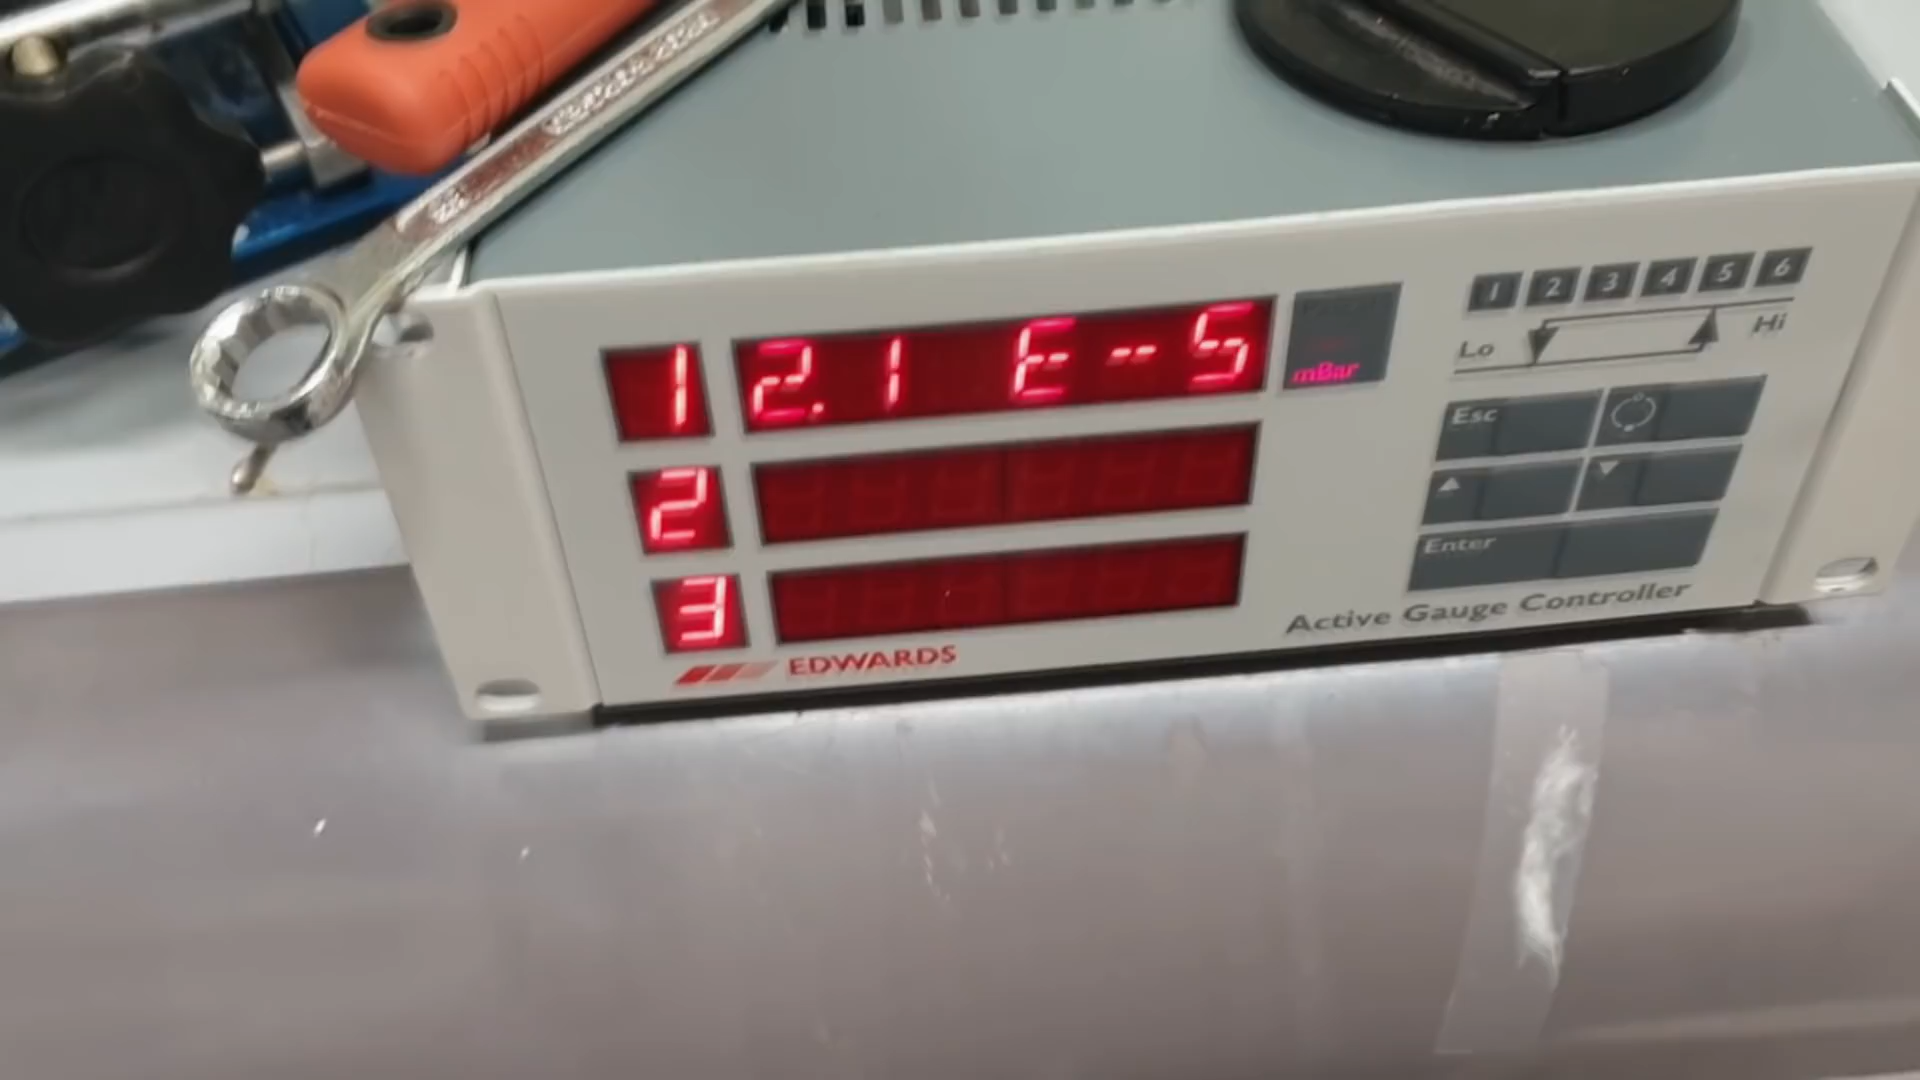 1 2.1 E-5 mBar
2
3
EDWARDS
1 2 3 4 5 6
Lo Hi
Esc
Enter
Active Gauge Controller